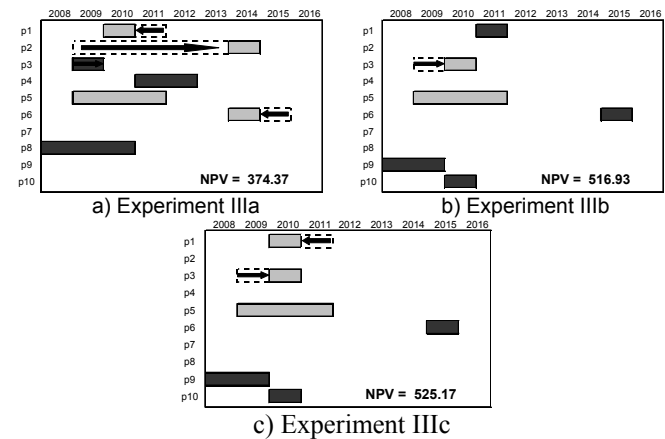 2008 2009 2010 2011 2012 2013 2014 2015 2016
p1
p2
p3
p4
p5
p6
p7
p8
p9
p10
NPV = 374.37
a) Experiment IIIa
2008 2009 2010 2011 2012 2013 2014 2015 2016
p1
p2
p3
p4
p5
p6
p7
p8
p9
p10
NPV = 516.93
b) Experiment IIIb
2008 2009 2010 2011 2012 2013 2014 2015 2016
p1
p2
p3
p4
p5
p6
p7
p8
p9
p10
NPV = 525.17
c) Experiment IIIc